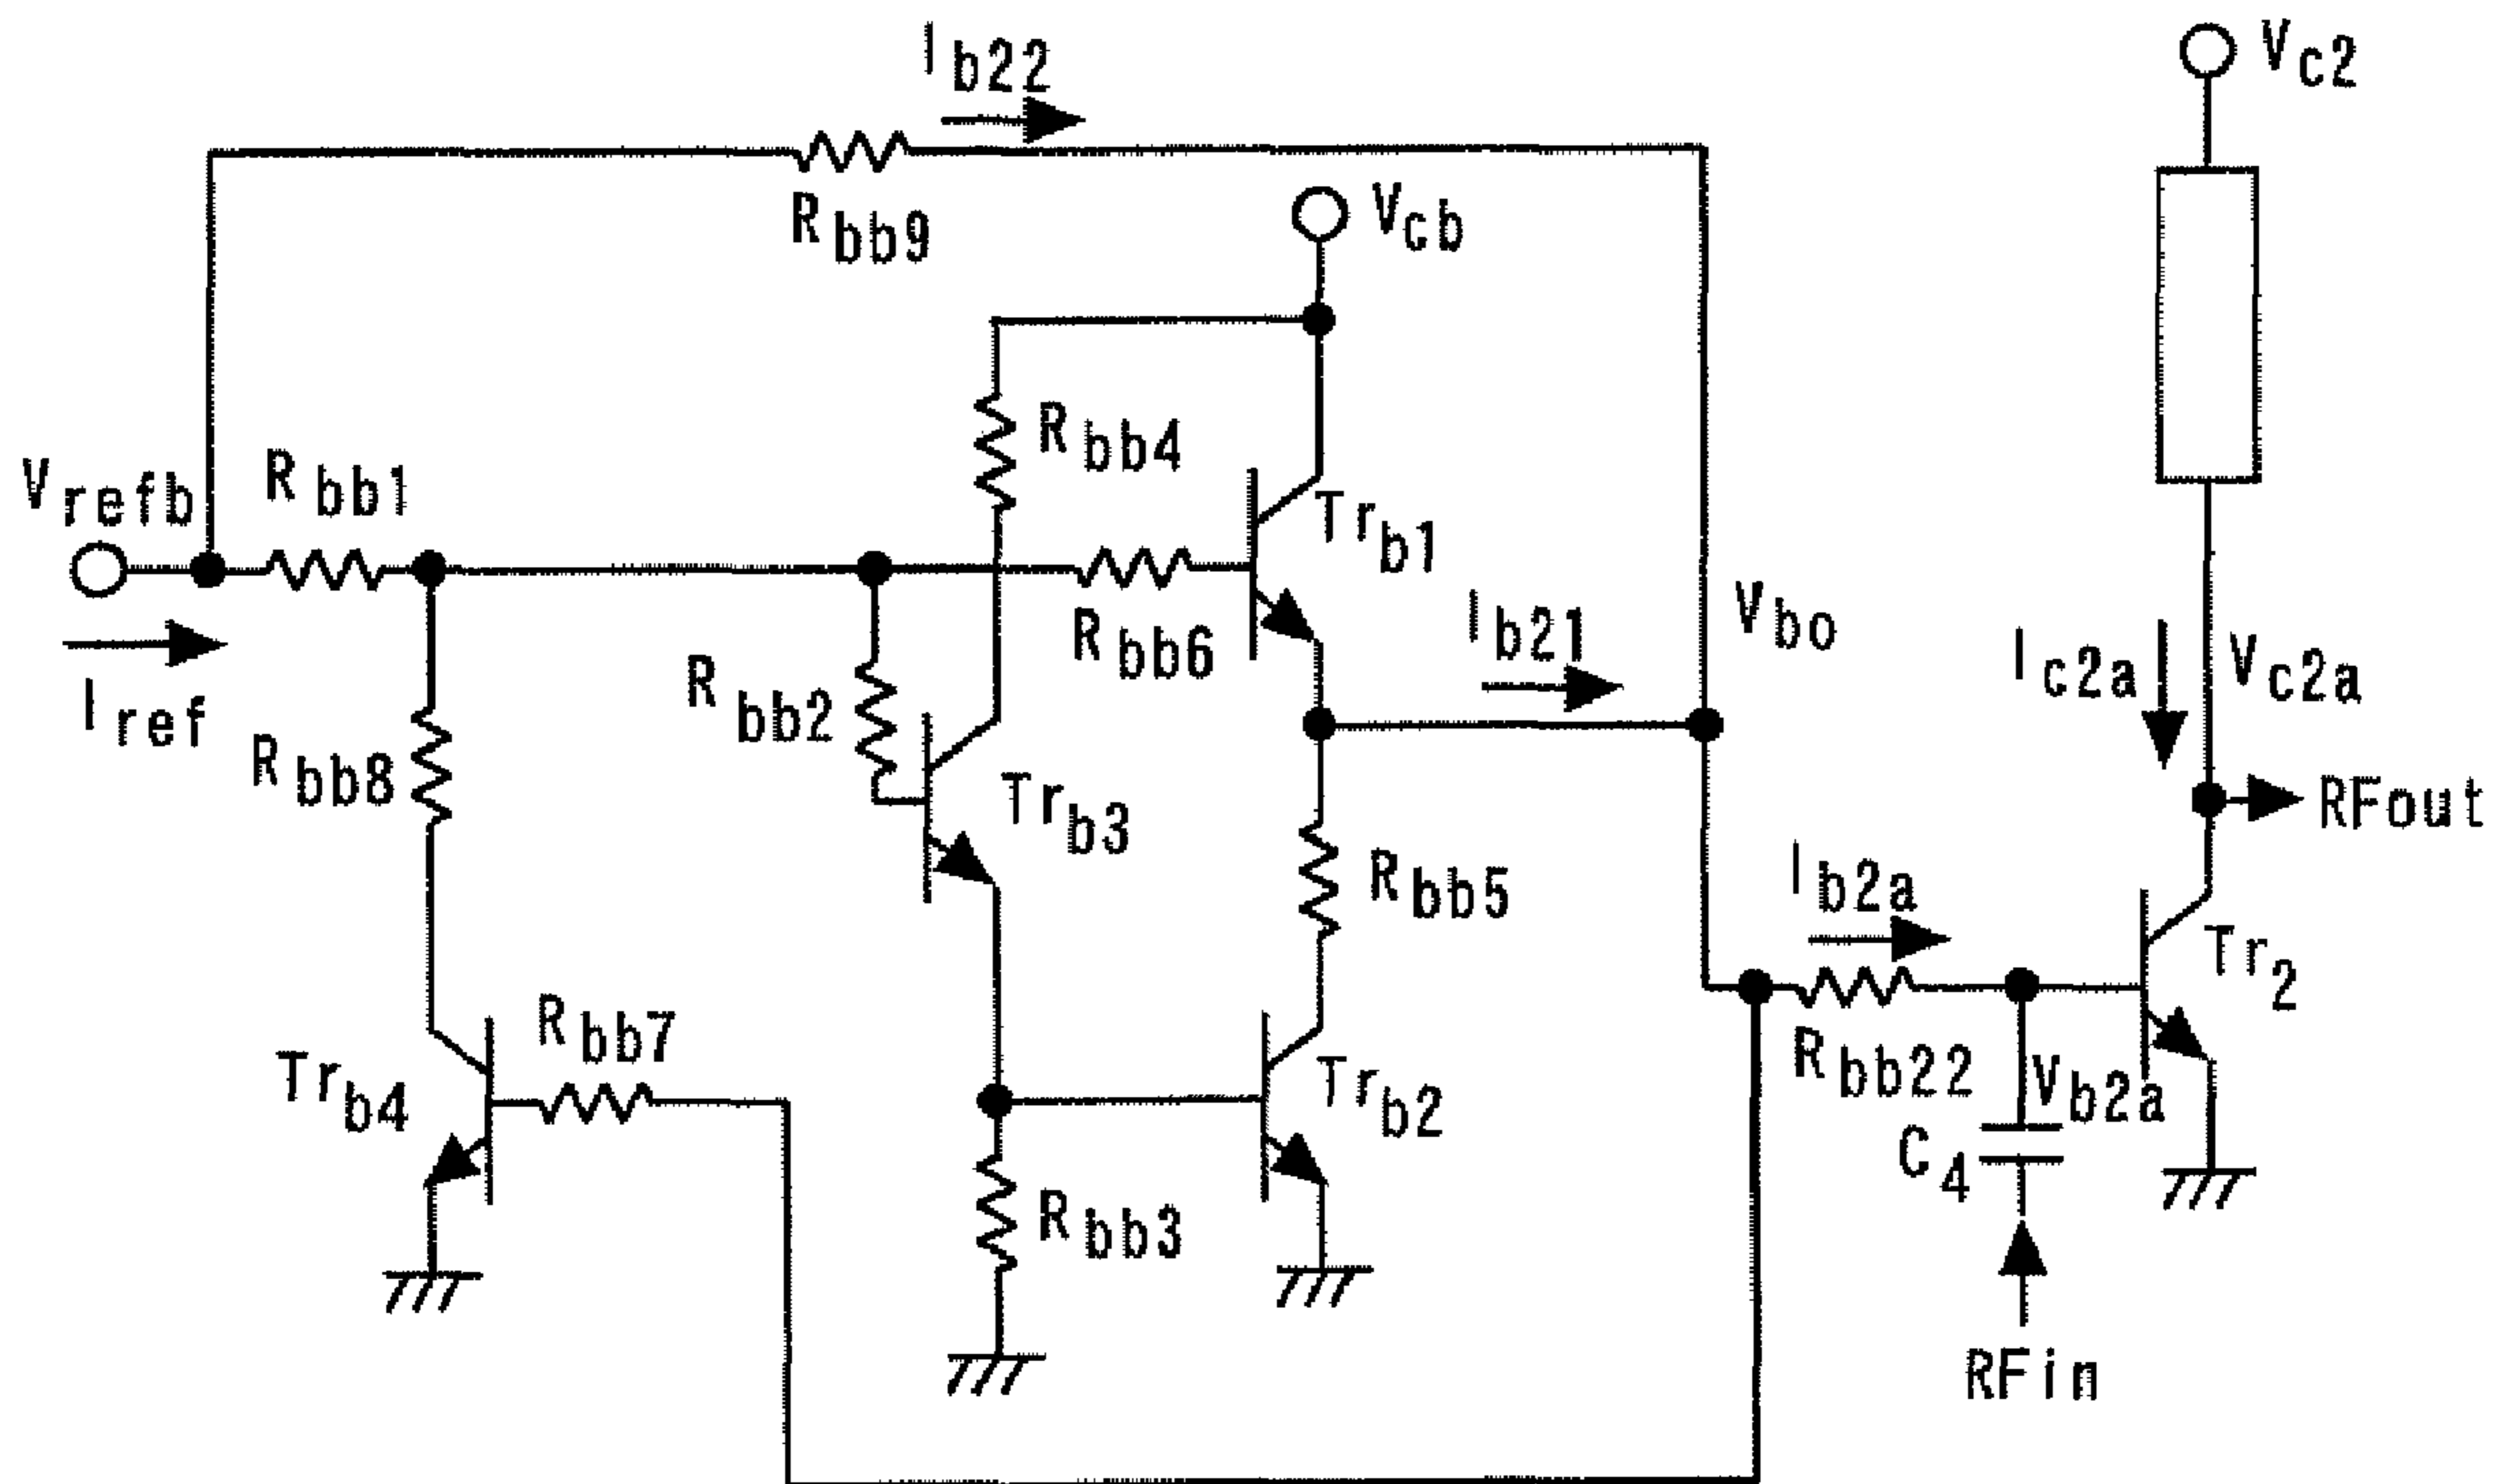 Ib22
Vc2
Rbb9
Vcb
Rbb4
Vrefb
Rbb1
Trb1
Iref
Rbb8
Rbb2
Rbb6
Ib21
Vbo
Ic2a
Vc2a
Trb3
Rbb5
RFout
Ib2a
Tr2
Trb4
Rbb7
Trb2
Rbb22
Vb2a
C4
Rbb3
RFin